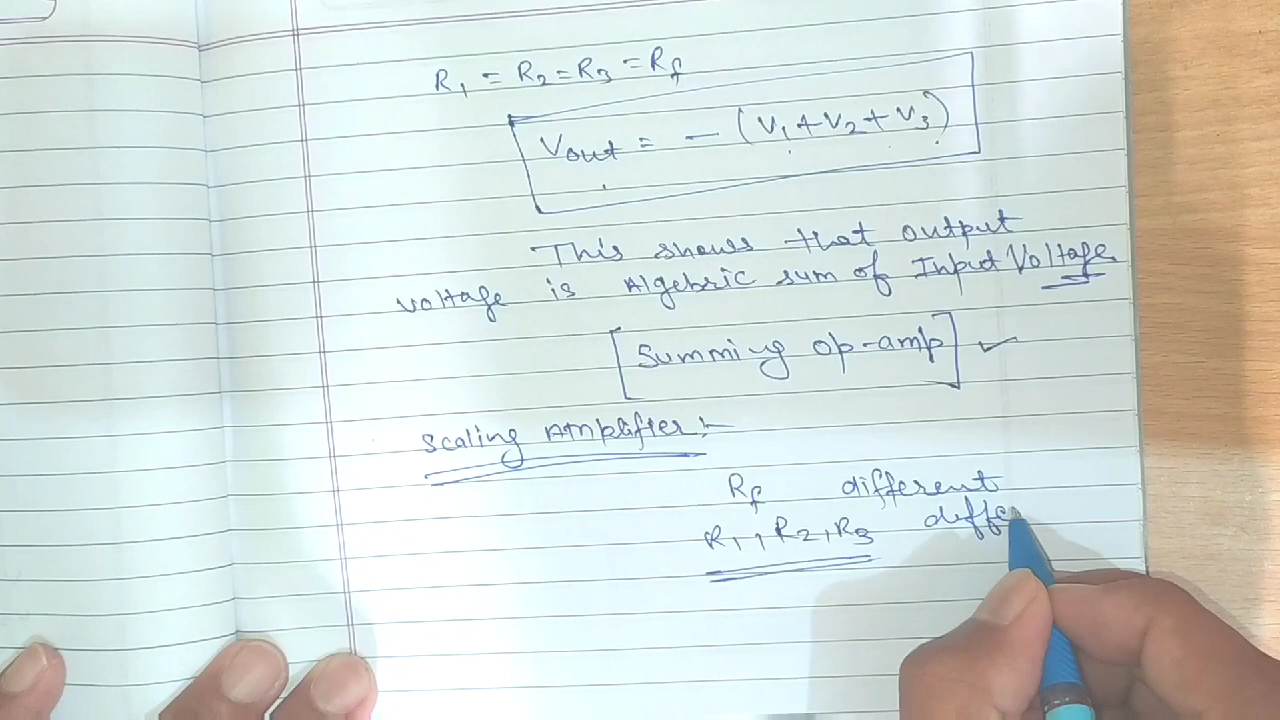 R1 = R2 = R3 = Rf
Vout = - (V1 + V2 + V3)
This shows that output
voltage is Algebric sum of Input Voltage
[Summing op-amp] ✓
Scaling Amplifier :-
Rf different
R1, R2, R3 diffe